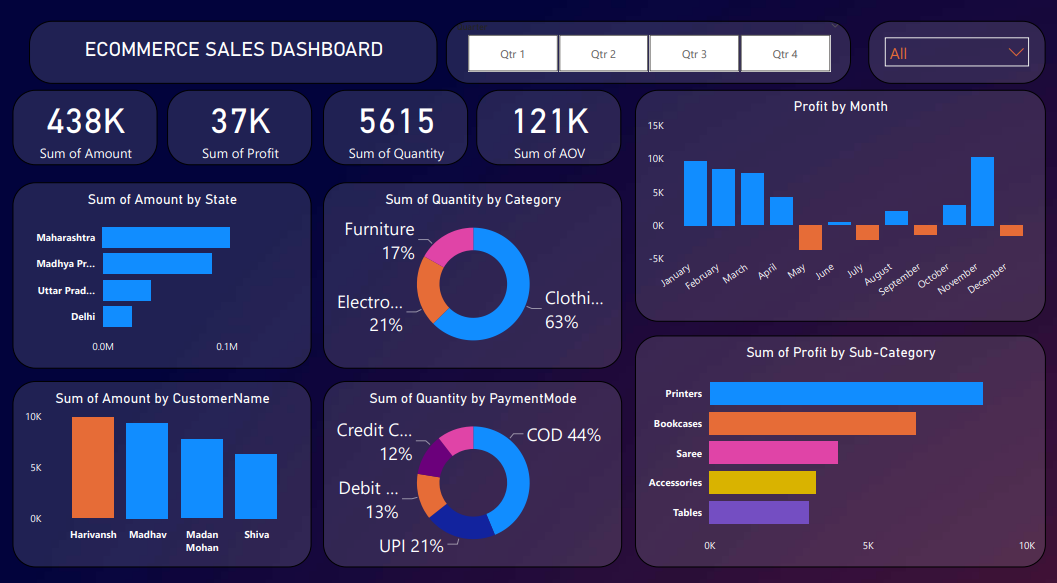 ECOMMERCE SALES DASHBOARD
Qtr 1
Qtr 2
Qtr 3
Qtr 4
All
438K
Sum of Amount
37K
Sum of Profit
5615
Sum of Quantity
121K
Sum of AOV
Profit by Month
15K
10K
5K
0K
-5K
January
February
March
April
May
June
July
August
September
October
November
December
Sum of Amount by State
Maharashtra
Madhya Pr...
Uttar Prad...
Delhi
0.0M
0.1M
Sum of Quantity by Category
Furniture
17%
Electro...
21%
Clothi...
63%
Sum of Profit by Sub-Category
Printers
Bookcases
Saree
Accessories
Tables
0K
5K
10K
Sum of Amount by CustomerName
10K
5K
0K
Harivansh
Madhav
Madan
Mohan
Shiva
Sum of Quantity by PaymentMode
Credit C...
12%
COD 44%
Debit ...
13%
UPI 21%